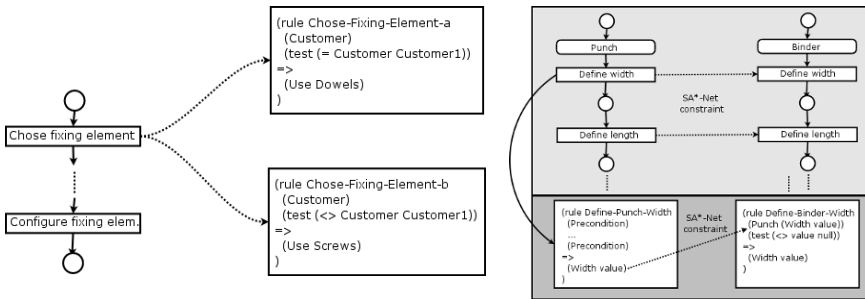 Chose fixing element
Configure fixing elem.
(rule Chose-Fixing-Element-a
(Customer)
(test (= Customer Customer1))
=>
(Use Dowels)
)
(rule Chose-Fixing-Element-b
(Customer)
(test (<> Customer Customer1))
=>
(Use Screws)
)
Punch
Define width
Define length
SA*-Net
constraint
Binder
Define width
Define length
(rule Define-Punch-Width
(Precondition)
...
(Precondition)
=>
(Width value)
)
SA*-Net
constraint
(rule Define-Binder-Width
(Punch (Width value))
(test (<> value null))
=>
(Width value)
)